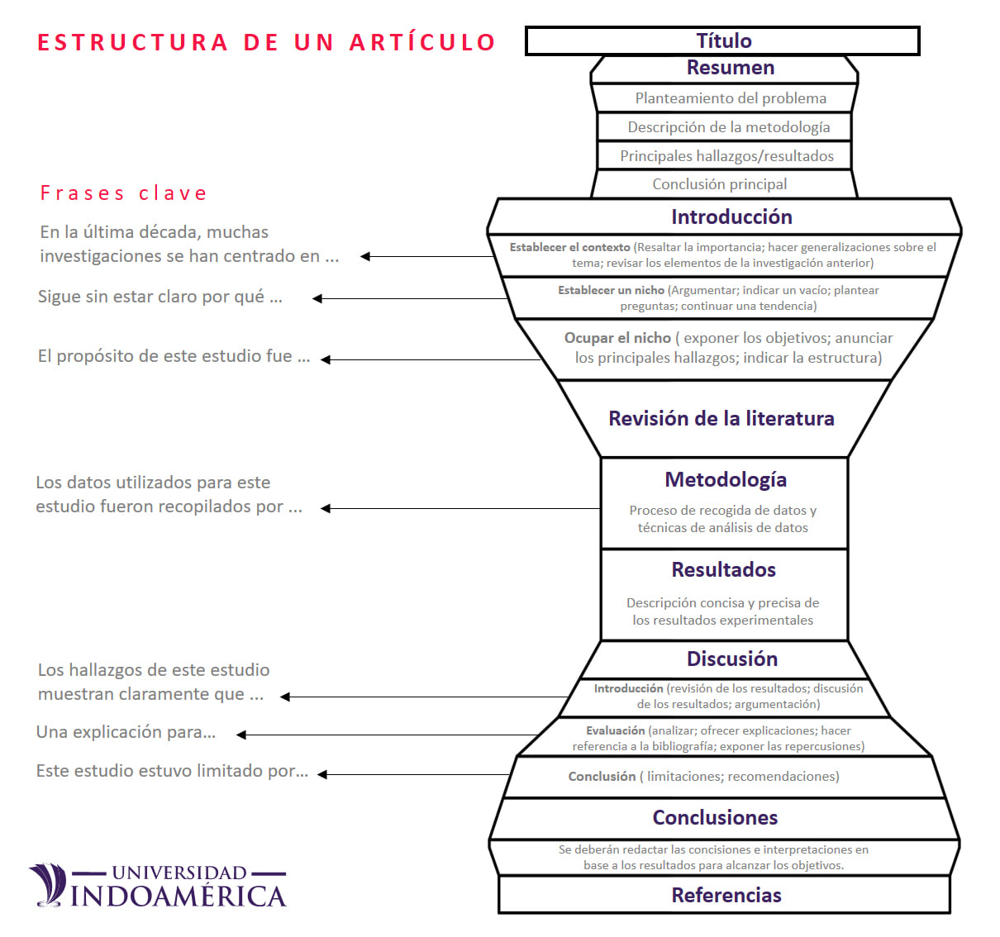 ESTRUCTURA DE UN ARTÍCULO
Título
Resumen
Planteamiento del problema
Descripción de la metodología
Principales hallazgos/resultados
Conclusión principal
Frases clave
Introducción
En la última década, muchas
investigaciones se han centrado en ...
Establecer el contexto (Resaltar la importancia; hacer generalizaciones sobre el
tema; revisar los elementos de la investigación anterior)
Sigue sin estar claro por qué ...
Establecer un nicho (Argumentar; indicar un vacío; plantear
preguntas; continuar una tendencia)
El propósito de este estudio fue ...
Ocupar el nicho ( exponer los objetivos; anunciar
los principales hallazgos; indicar la estructura)
Revisión de la literatura
Los datos utilizados para este
estudio fueron recopilados por ...
Metodología
Proceso de recogida de datos y
técnicas de análisis de datos
Resultados
Descripción concisa y precisa de
los resultados experimentales
Discusión
Los hallazgos de este estudio
muestran claramente que ...
Introducción (revisión de los resultados; discusión
de los resultados; argumentación)
Una explicación para...
Evaluación (analizar; ofrecer explicaciones; hacer
referencia a la bibliografía; exponer las repercusiones)
Este estudio estuvo limitado por...
Conclusión ( limitaciones; recomendaciones)
Conclusiones
Se deberán redactar las concisiones e interpretaciones en
base a los resultados para alcanzar los objetivos.
Referencias
UNIVERSIDAD
INDOAMÉRICA